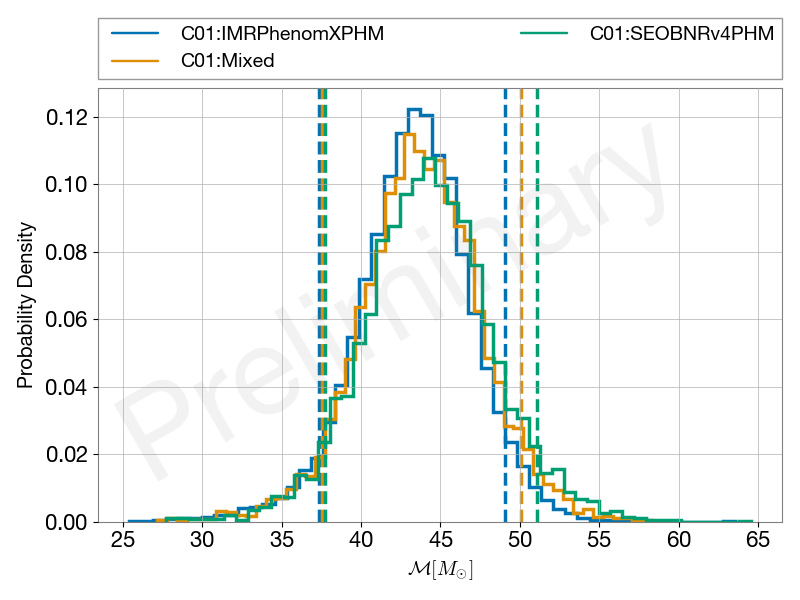 C01:IMRPhenomXPHM
C01:SEOBNRv4PHM
C01:Mixed
0.12
0.10
0.08
0.06
0.04
0.02
0.00
Probability Density
Preliminary
25 30 35 40 45 50 55 60 65
ℳ[M⊙]